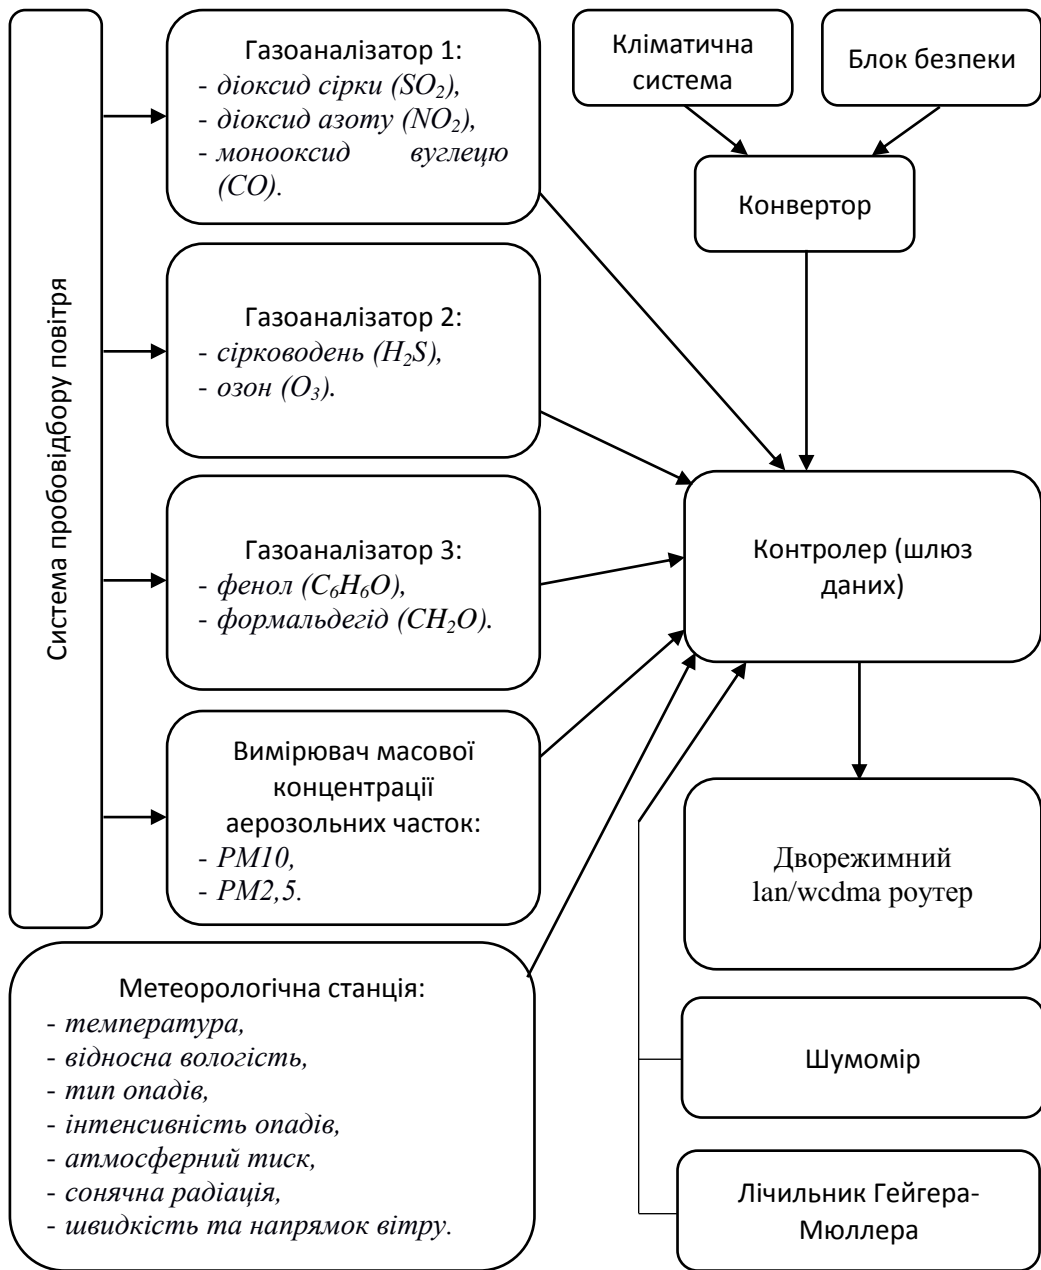 Система пробовідбору повітря
Газоаналізатор 1:
- діоксид сірки (SO₂),
- діоксид азоту (NO₂),
- монооксид вуглецю
(CO).
Газоаналізатор 2:
- сірководень (H₂S),
- озон (O₃).
Газоаналізатор 3:
- фенол (C₆H₆O),
- формальдегід (CH₂O).
Вимірювач масової
концентрації
аерозольних часток:
- PM10,
- PM2,5.
Метеорологічна станція:
- температура,
- відносна вологість,
- тип опадів,
- інтенсивність опадів,
- атмосферний тиск,
- сонячна радіація,
- швидкість та напрямок вітру.
Кліматична
система
Блок безпеки
Конвертор
Контролер (шлюз
даних)
Дворежимний
lan/wcdma роутер
Шумомір
Лічильник Гейгера-
Мюллера